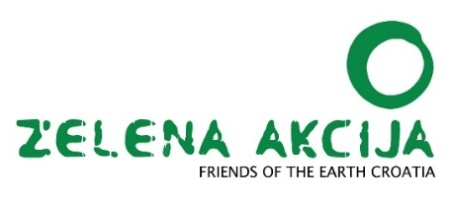 ZELENA AKCIJA
FRIENDS OF THE EARTH CROATIA